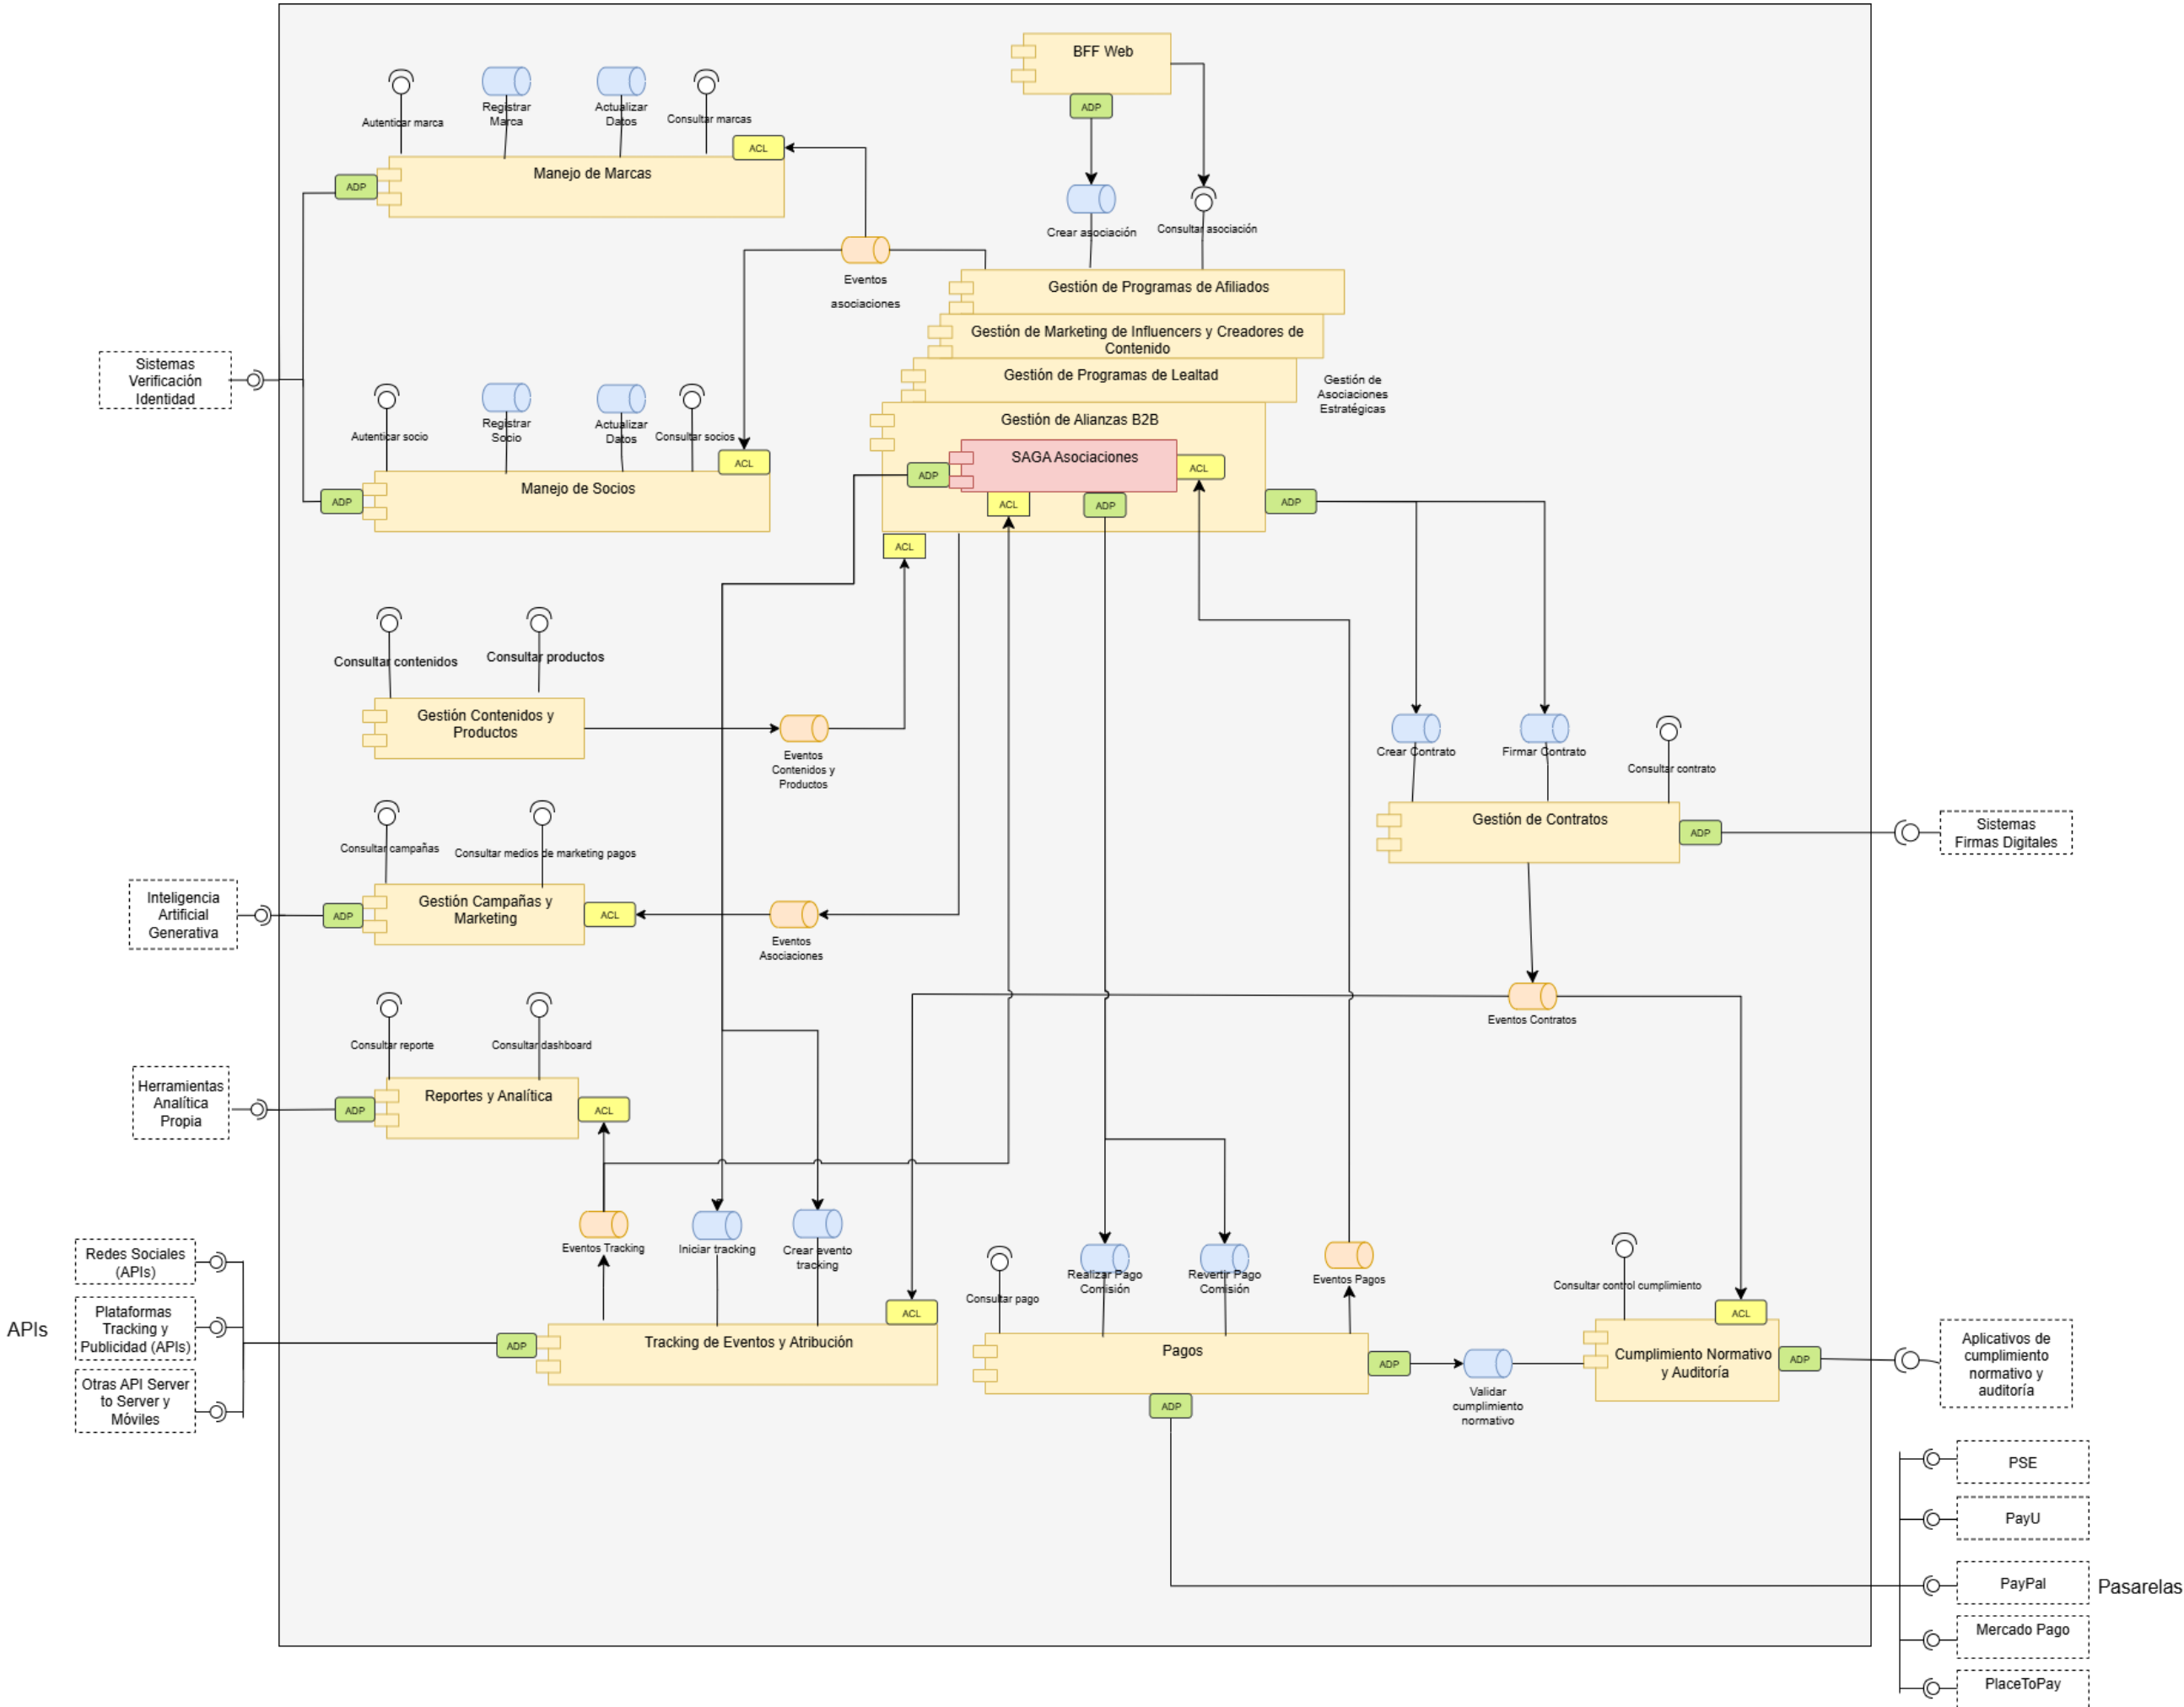 BFF Web
ADP
Registrar
Marca
Actualizar
Datos
Autenticar marca
Consultar marcas
ACL
ADP
Manejo de Marcas
Crear asociación
Consultar asociación
Eventos
asociaciones
Gestión de Programas de Afiliados
Gestión de Marketing de Influencers y Creadores de
Contenido
Gestión de Programas de Lealtad
Gestión de
Asociaciones
Estratégicas
Gestión de Alianzas B2B
SAGA Asociaciones
ADP
ACL
ACL
ADP
ADP
ACL
Sistemas
Verificación
Identidad
Autenticar socio
Registrar
Socio
Actualizar
Datos
Consultar socios
ACL
ADP
Manejo de Socios
Consultar contenidos
Consultar productos
Gestión Contenidos y
Productos
Eventos
Contenidos y
Productos
Crear Contrato
Firmar Contrato
Consultar contrato
Gestión de Contratos
ADP
Sistemas
Firmas Digitales
Consultar campañas
Consultar medios de marketing pagos
Inteligencia
Artificial
Generativa
ADP
Gestión Campañas y
Marketing
ACL
Eventos
Asociaciones
Eventos Contratos
Consultar reporte
Consultar dashboard
Herramientas
Analítica
Propia
ADP
Reportes y Analítica
ACL
Eventos Tracking
Iniciar tracking
Crear evento
tracking
Consultar pago
Realizar Pago
Comisión
Revertir Pago
Comisión
Eventos Pagos
Consultar control cumplimiento
APIs
Redes Sociales
(APIs)
Plataformas
Tracking y
Publicidad (APIs)
Otras API Server
to Server y
Móviles
ADP
Tracking de Eventos y Atribución
ACL
Pagos
ADP
ADP
Validar
cumplimiento
normativo
ACL
Cumplimiento Normativo
y Auditoría
ADP
Aplicativos de
cumplimiento
normativo y
auditoría
PSE
PayU
PayPal
Pasarelas
Mercado Pago
PlaceToPay